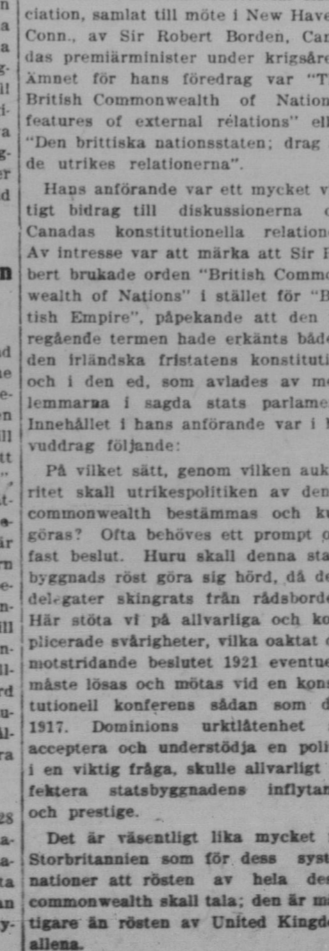 ciation, samlat till möte i New Have
Conn., av Sir Robert Borden, Can
das premiärminister under krigsåre
Ämnet för hans föredrag var "T
British Commonwealth of Nation
features of external rélations" ell
"Den brittiska nationsstaten; drag
de utrikes relationerna".
Hans anförande var ett mycket v
tigt bidrag till diskussionerna o
Canadas konstitutionella relation
Av intresse var att märka att Sir R
bert brukade orden "British Commo
wealth of Nations" i stället för "B
tish Empire", påpekande att den
regående termen hade erkänts både
den irländska fristatens konstituti
och i den ed, som avlades av me
lemmarna i sagda stats parlame
Innehållet i hans anförande var i h
vuddrag följande:
På vilket sätt, genom vilken aukt
ritet skall utrikespolitiken av den
commonwealth bestämmas och ku
göras? Ofta behöves ett prompt o
fast beslut. Huru skall denna sta
byggnads röst göra sig hörd, då de
delegater skingrats från rådsborde
Här stöta vi på allvarliga och ko
plicerade svårigheter, vilka oaktat d
motstridande beslutet 1921 eventue
måste lösas och mötas vid en kons
tutionell konferens sådan som d
1917. Dominions urktlåtenhet
acceptera och understödja en poli
i en viktig fråga, skulle allvarligt
fektera statsbyggnadens inflytan
och prestige.
Det är väsentligt lika mycket
Storbritannien som för dess syst
nationer att rösten av hela des
commonwealth skall tala; den är mä
tigare än rösten av United Kingdo
allena.